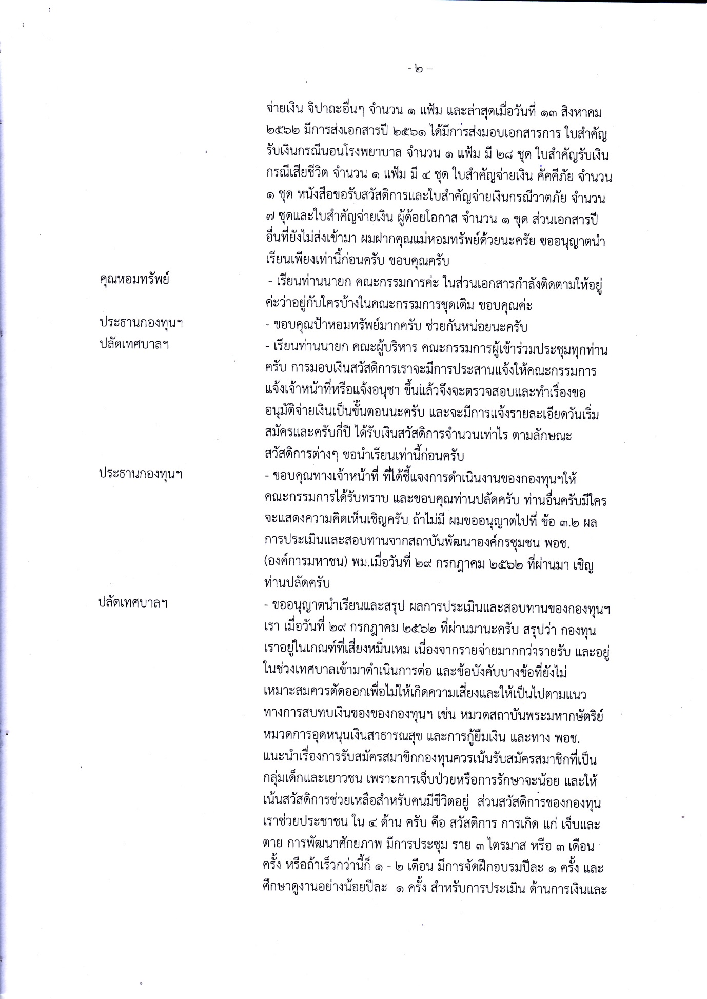 - ๒ –
จ่ายเงิน จิปาถะอื่นๆ จำนวน ๑ แฟ้ม และล่าสุดเมื่อวันที่ ๑๓ สิงหาคม
๒๕๖๒ มีการส่งเอกสารปี ๒๕๖๑ ได้มีการส่งมอบเอกสารการ ใบสำคัญ
รับเงินกรณีนอนโรงพยาบาล จำนวน ๑ แฟ้ม มี ๒๘ ชุด ใบสำคัญรับเงิน
กรณีเสียชีวิต จำนวน ๑ แฟ้ม มี ๔ ชุด ใบสำคัญจ่ายเงิน คัคคีภัย จำนวน
๑ ชุด หนังสือขอรับสวัสดิการและใบสำคัญจ่ายเงินกรณีวาตภัย จำนวน
๗ ชุดและใบสำคัญจ่ายเงิน ผู้ด้อยโอกาส จำนวน ๑ ชุด ส่วนเอกสารปี
อื่นที่ยังไม่ส่งเข้ามา ผมฝากคุณแม่หอมทรัพย์ด้วยนะครัย ขออนุญาตนำ
เรียนเพียงเท่านี้ก่อนครับ ขอบคุณครับ
คุณหอมทรัพย์ - เรียนท่านนายก คณะกรรมการค่ะ ในส่วนเอกสารกำลังติดตามให้อยู่
ค่ะว่าอยู่กับใครบ้างในคณะกรรมการชุดเดิม ขอบคุณค่ะ
ประธานกองทุนฯ - ขอบคุณป้าหอมทรัพย์มากครับ ช่วยกันหน่อยนะครับ
ปลัดเทศบาลฯ - เรียนท่านนายก คณะผู้บริหาร คณะกรรมการผู้เข้าร่วมประชุมทุกท่าน
ครับ การมอบเงินสวัสดิการเราจะมีการประสานแจ้งให้คณะกรรมการ
แจ้งเจ้าหน้าที่หรือแจ้งอนุชา ขึ้นแล้วจึงจะตรวจสอบและทำเรื่องขอ
อนุมัติจ่ายเงินเป็นขั้นตอนนะครับ และจะมีการแจ้งรายละเอียดวันเริ่ม
สมัครและครับกี่ปี ได้รับเงินสวัสดิการจำนวนเท่าไร ตามลักษณะ
สวัสดิการต่างๆ ขอนำเรียนเท่านี้ก่อนครับ
ประธานกองทุนฯ - ขอบคุณทางเจ้าหน้าที่ ที่ได้ชี้แจงการดำเนินงานของกองทุนฯให้
คณะกรรมการได้รับทราบ และขอบคุณท่านปลัดครับ ท่านอื่นครับมีใคร
จะแสดงความคิดเห็นเชิญครับ ถ้าไม่มี ผมขออนุญาตไปที่ ข้อ ๓.๒ ผล
การประเมินและสอบทานจากสถาบันพัฒนาองค์กรชุมชน พอช.
(องค์การมหาชน) พม.เมื่อวันที่ ๒๙ กรกฎาคม ๒๕๖๒ ที่ผ่านมา เชิญ
ท่านปลัดครับ
ปลัดเทศบาลฯ - ขออนุญาตนำเรียนและสรุป ผลการประเมินและสอบทานของกองทุนฯ
เรา เมื่อวันที่ ๒๙ กรกฎาคม ๒๕๖๒ ที่ผ่านมานะครับ สรุปว่า กองทุน
เราอยู่ในเกณฑ์ที่เสี่ยงหมิ่นเหม เนื่องจากรายจ่ายมากกว่ารายรับ และอยู่
ในช่วงเทศบาลเข้ามาดำเนินการต่อ และข้อบังคับบางข้อที่ยังไม่
เหมาะสมควรตัดออกเพื่อไม่ให้เกิดความเสี่ยงและให้เป็นไปตามแนว
ทางการสบทบเงินของของกองทุนฯ เช่น หมวดสถาบันพระมหากษัตริย์
หมวดการอุดหนุนเงินสาธารณสุข และการกู้ยืมเงิน และทาง พอช.
แนะนำเรื่องการรับสมัครสมาชิกกองทุนควรเน้นรับสมัครสมาชิกที่เป็น
กลุ่มเด็กและเยาวชน เพราะการเจ็บป่วยหรือการรักษาจะน้อย และให้
เน้นสวัสดิการช่วยเหลือสำหรับคนมีชีวิตอยู่ ส่วนสวัสดิการของกองทุน
เราช่วยประชาชน ใน ๔ ด้าน ครับ คือ สวัสดิการ การเกิด แก่ เจ็บและ
ตาย การพัฒนาศักยภาพ มีการประชุม ราย ๓ ไตรมาส หรือ ๓ เดือน
ครั้ง หรือถ้าเร็วกว่านี้ก็ ๑ - ๒ เดือน มีการจัดฝึกอบรมปีละ ๑ ครั้ง และ
ศึกษาดูงานอย่างน้อยปีละ ๑ ครั้ง สำหรับการประเมิน ด้านการเงินและ